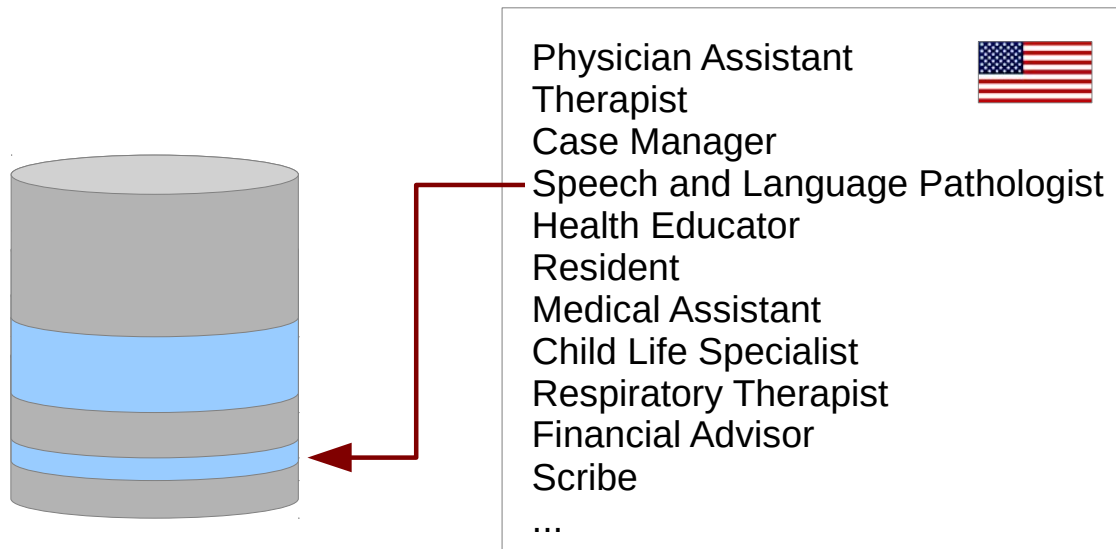 Physician Assistant
Therapist
Case Manager
Speech and Language Pathologist
Health Educator
Resident
Medical Assistant
Child Life Specialist
Respiratory Therapist
Financial Advisor
Scribe
...